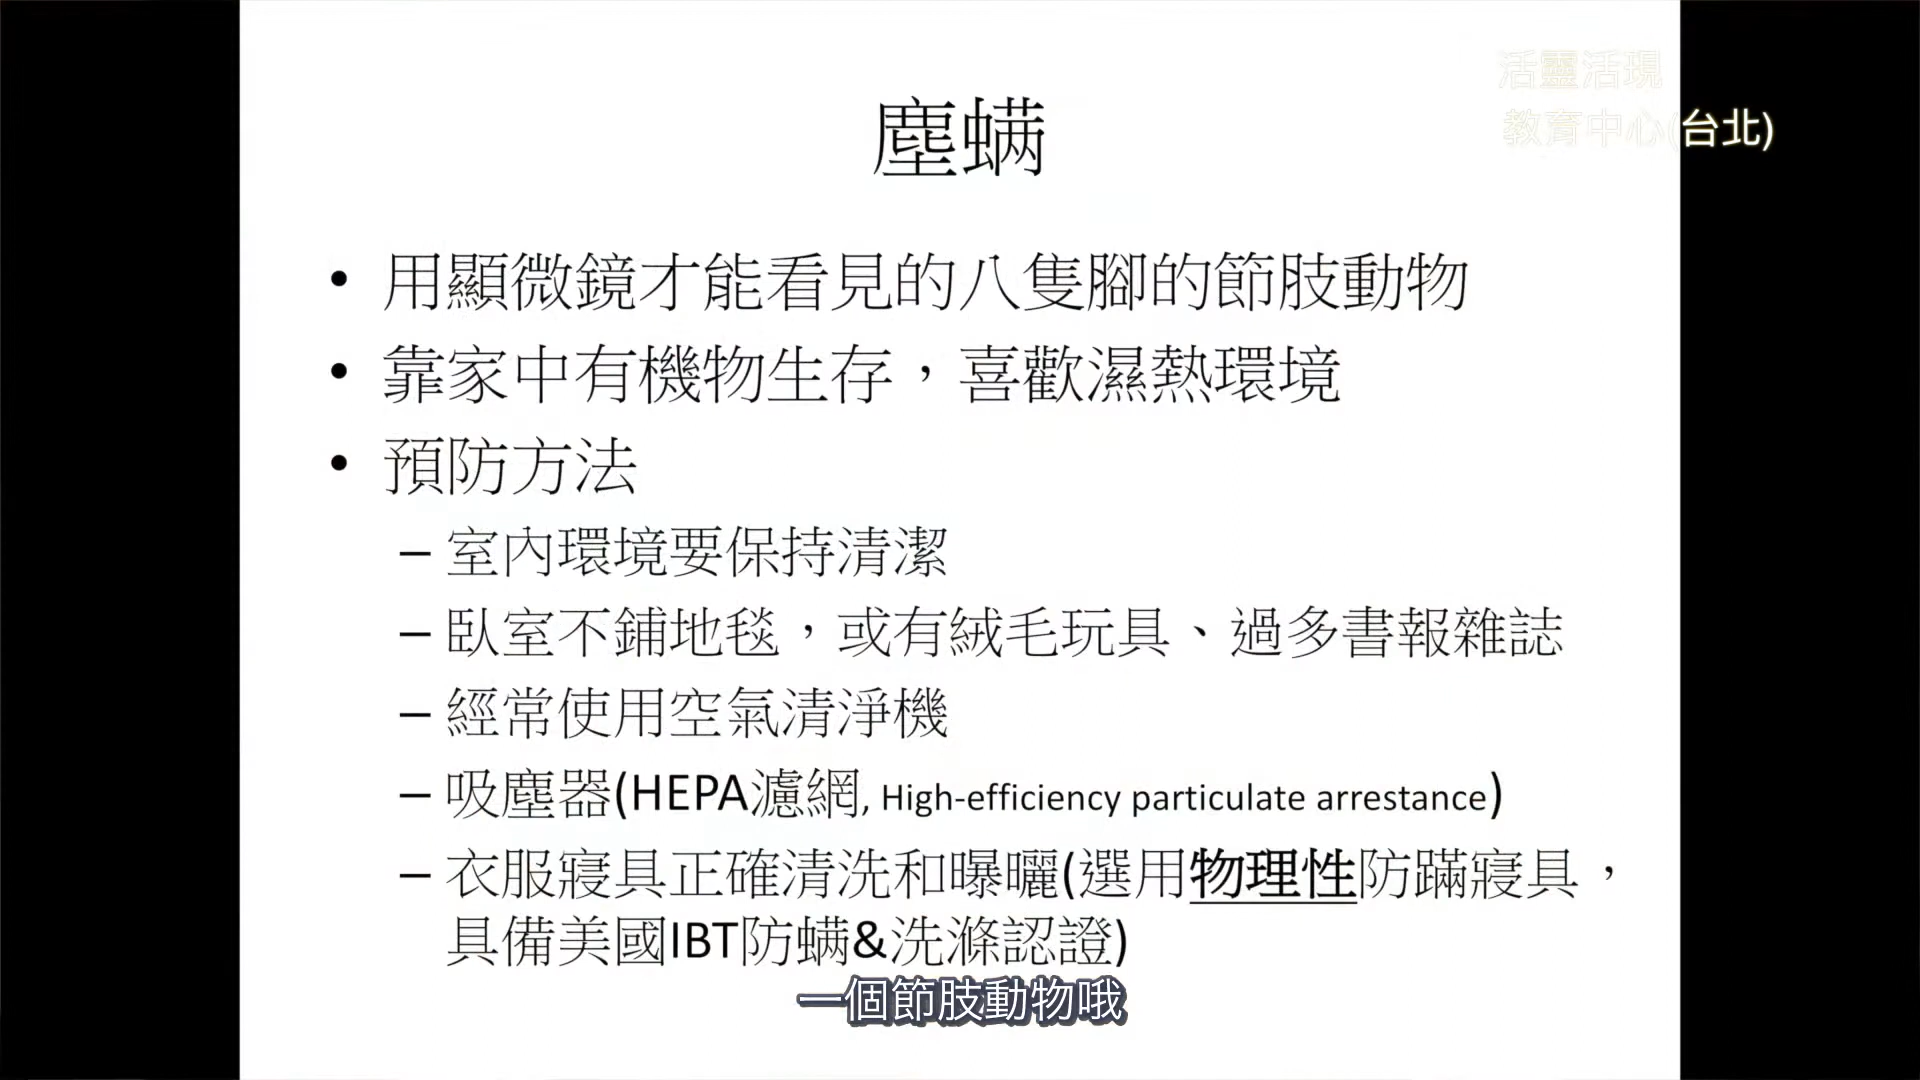 活靈活現
教育中心(台北)
塵螨
• 用顯微鏡才能看見的八隻腳的節肢動物
• 靠家中有機物生存，喜歡濕熱環境
• 預防方法
– 室內環境要保持清潔
– 臥室不鋪地毯，或有絨毛玩具、過多書報雜誌
– 經常使用空氣清淨機
– 吸塵器(HEPA濾網, High-efficiency particulate arrestance)
– 衣服寢具正確清洗和曝曬(選用物理性防蹣寢具，
具備美國IBT防螨&洗滌認證)
一個節肢動物哦